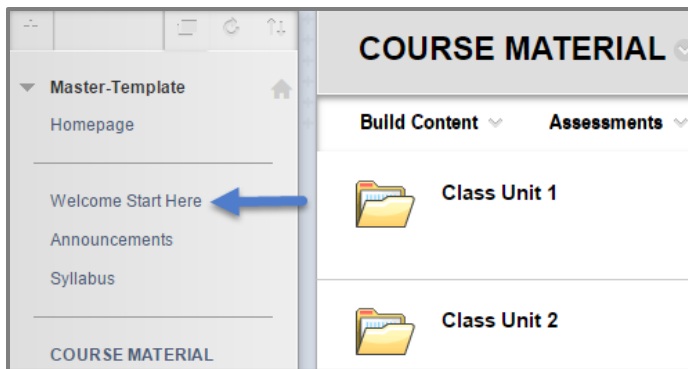 Master-Template
Homepage
Welcome Start Here
Announcements
Syllabus
COURSE MATERIAL
COURSE MATERIAL
Build Content
Assessments
Class Unit 1
Class Unit 2